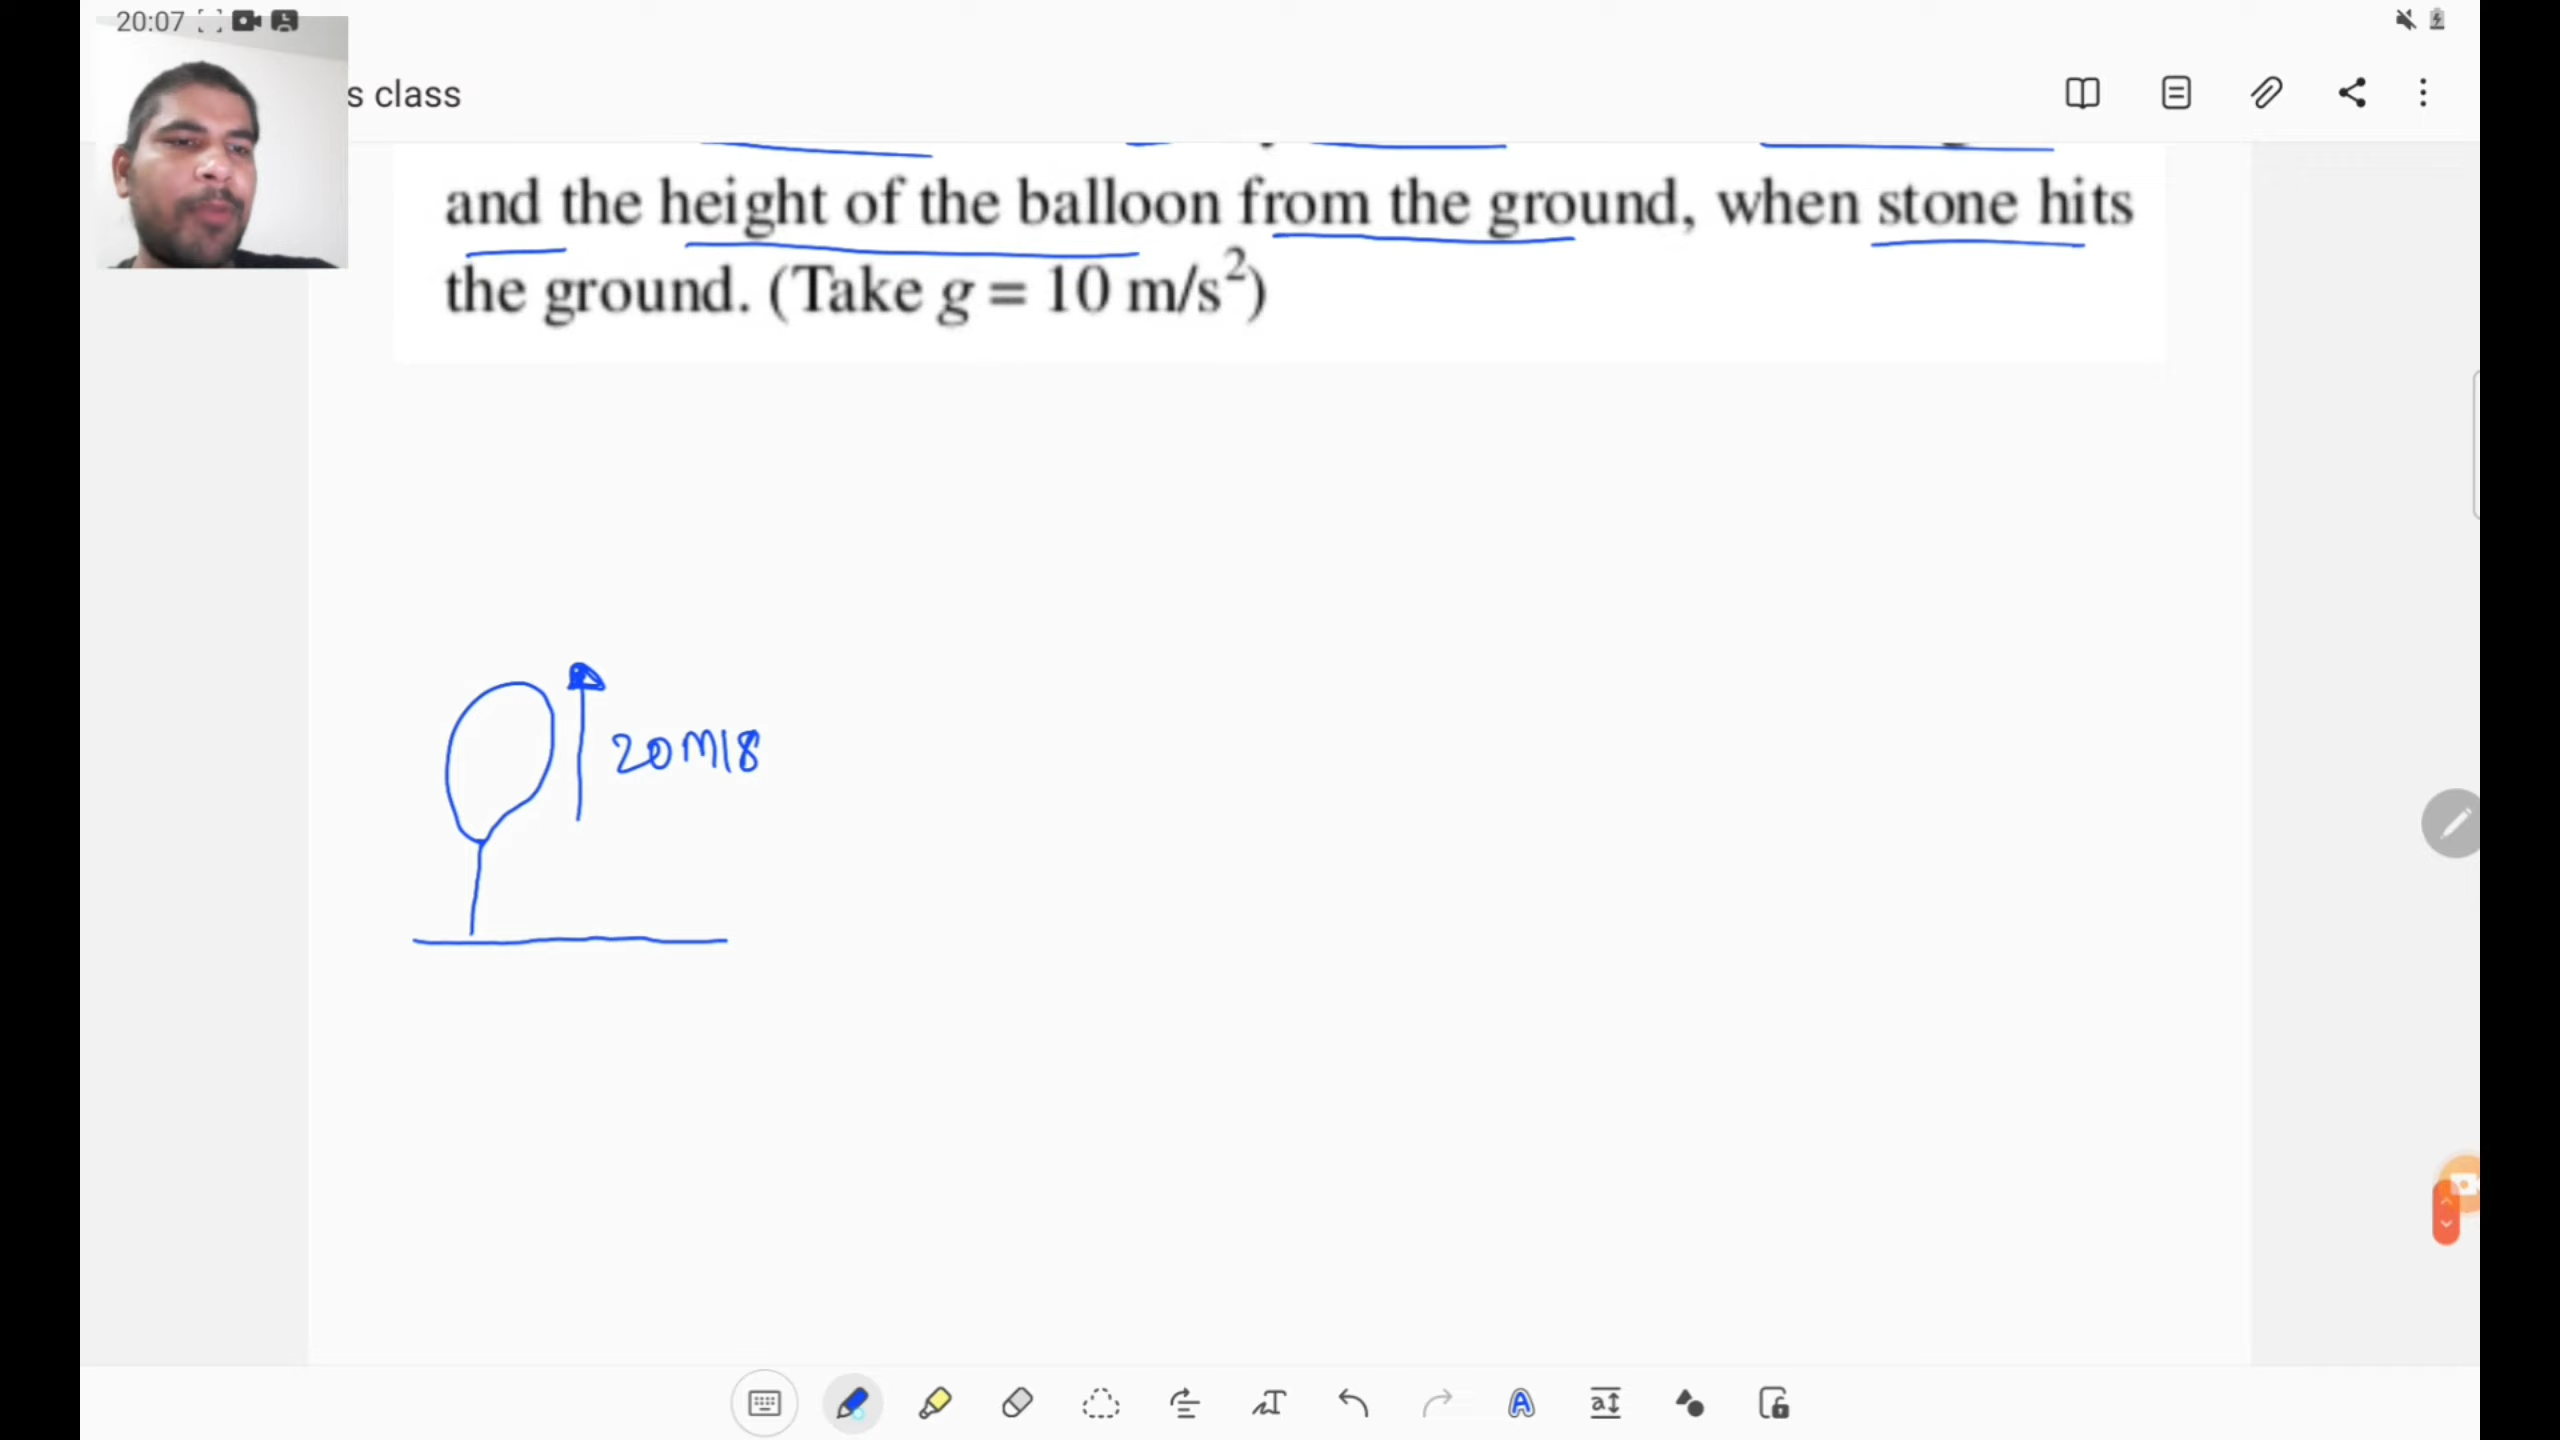 20:07
s class
and the height of the balloon from the ground, when stone hits
the ground. (Take g = 10 m/s²)
20m/s